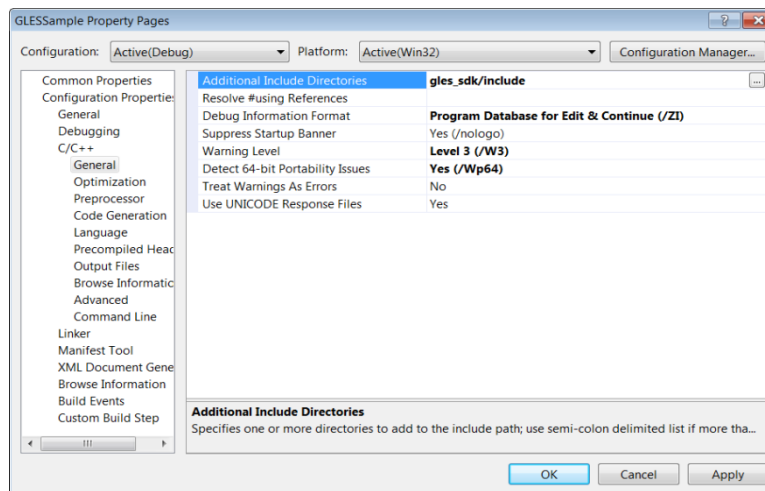 GLESSample Property Pages
Configuration: Active(Debug) Platform: Active(Win32) Configuration Manager...
Common Properties
Configuration Propertie
General
Debugging
C/C++
General
Optimization
Preprocessor
Code Generation
Language
Precompiled Head
Output Files
Browse Informatic
Advanced
Command Line
Linker
Manifest Tool
XML Document Gene
Browse Information
Build Events
Custom Build Step
Additional Include Directories gles_sdk/include ...
Resolve #using References
Debug Information Format Program Database for Edit & Continue (/ZI)
Suppress Startup Banner Yes (/nologo)
Warning Level Level 3 (/W3)
Detect 64-bit Portability Issues Yes (/Wp64)
Treat Warnings As Errors No
Use UNICODE Response Files Yes
Additional Include Directories
Specifies one or more directories to add to the include path; use semi-colon delimited list if more tha...
OK Cancel Apply